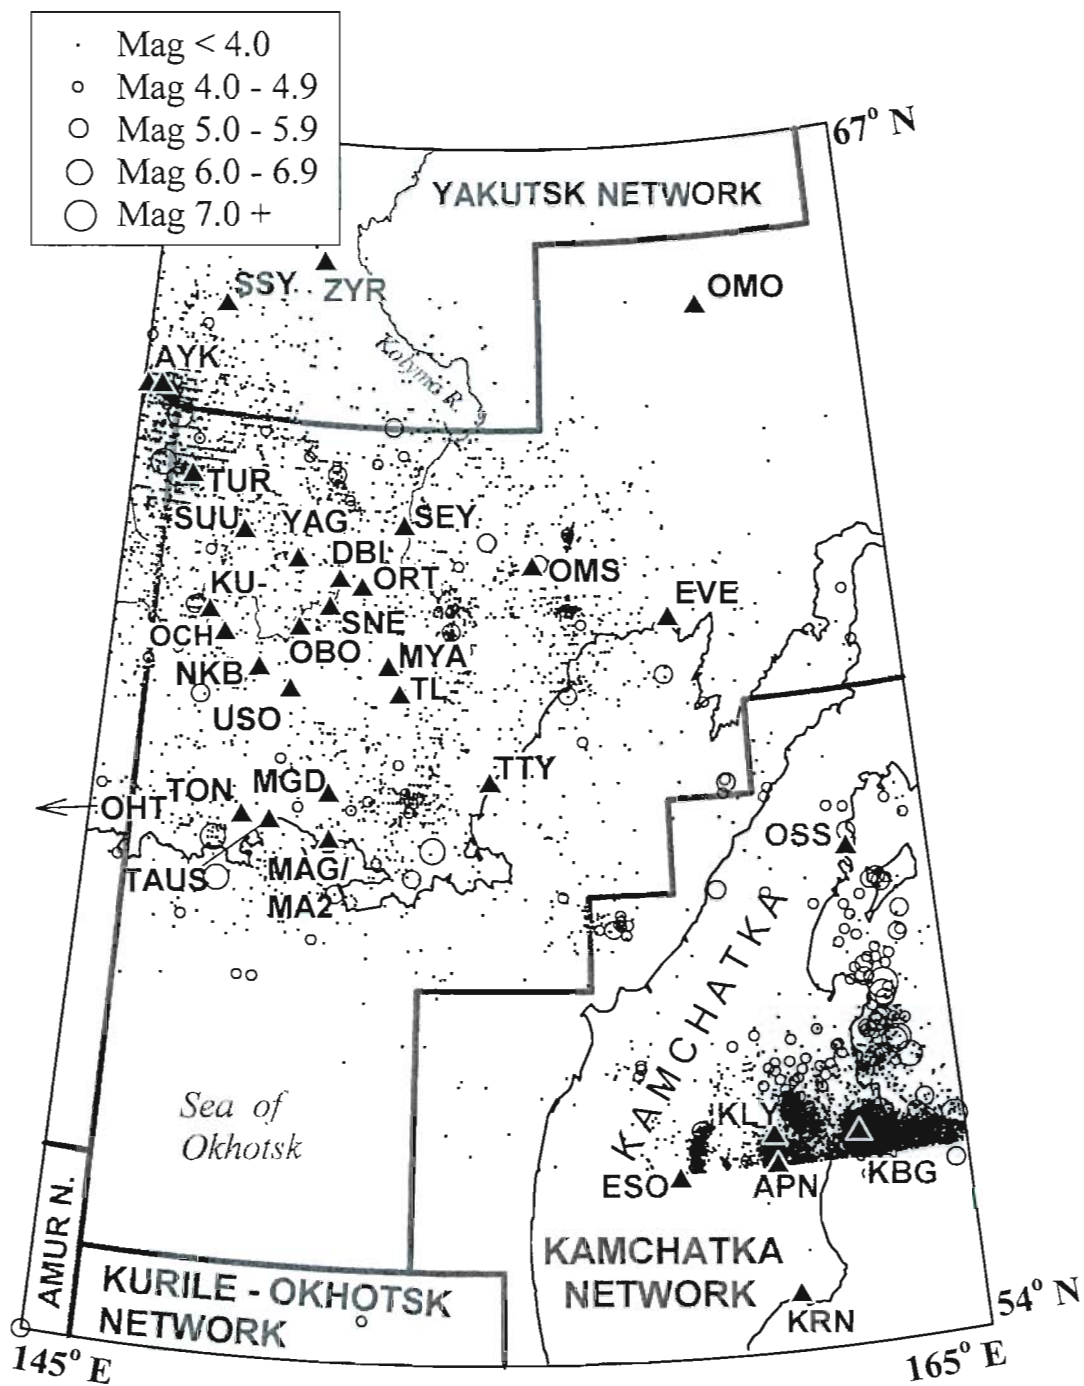 Mag < 4.0
Mag 4.0 - 4.9
Mag 5.0 - 5.9
Mag 6.0 - 6.9
Mag 7.0 +
67° N
YAKUTSK NETWORK
SSY
ZYR
OMO
AYK
Kolyma R.
TUR
SUU
YAG
SEY
DBL
ORT
OMS
KU-
EVE
OCH
SNE
OBO
NKB
MYA
TL
USO
TTY
MGD
TON
OHT
OSS
TAUS
MAG/
MA2
KAMCHATKA
Sea of
Okhotsk
KLY
ESO
APN
KBG
AMUR N.
KAMCHATKA
NETWORK
KURILE - OKHOTSK
NETWORK
KRN
54° N
145° E
165° E